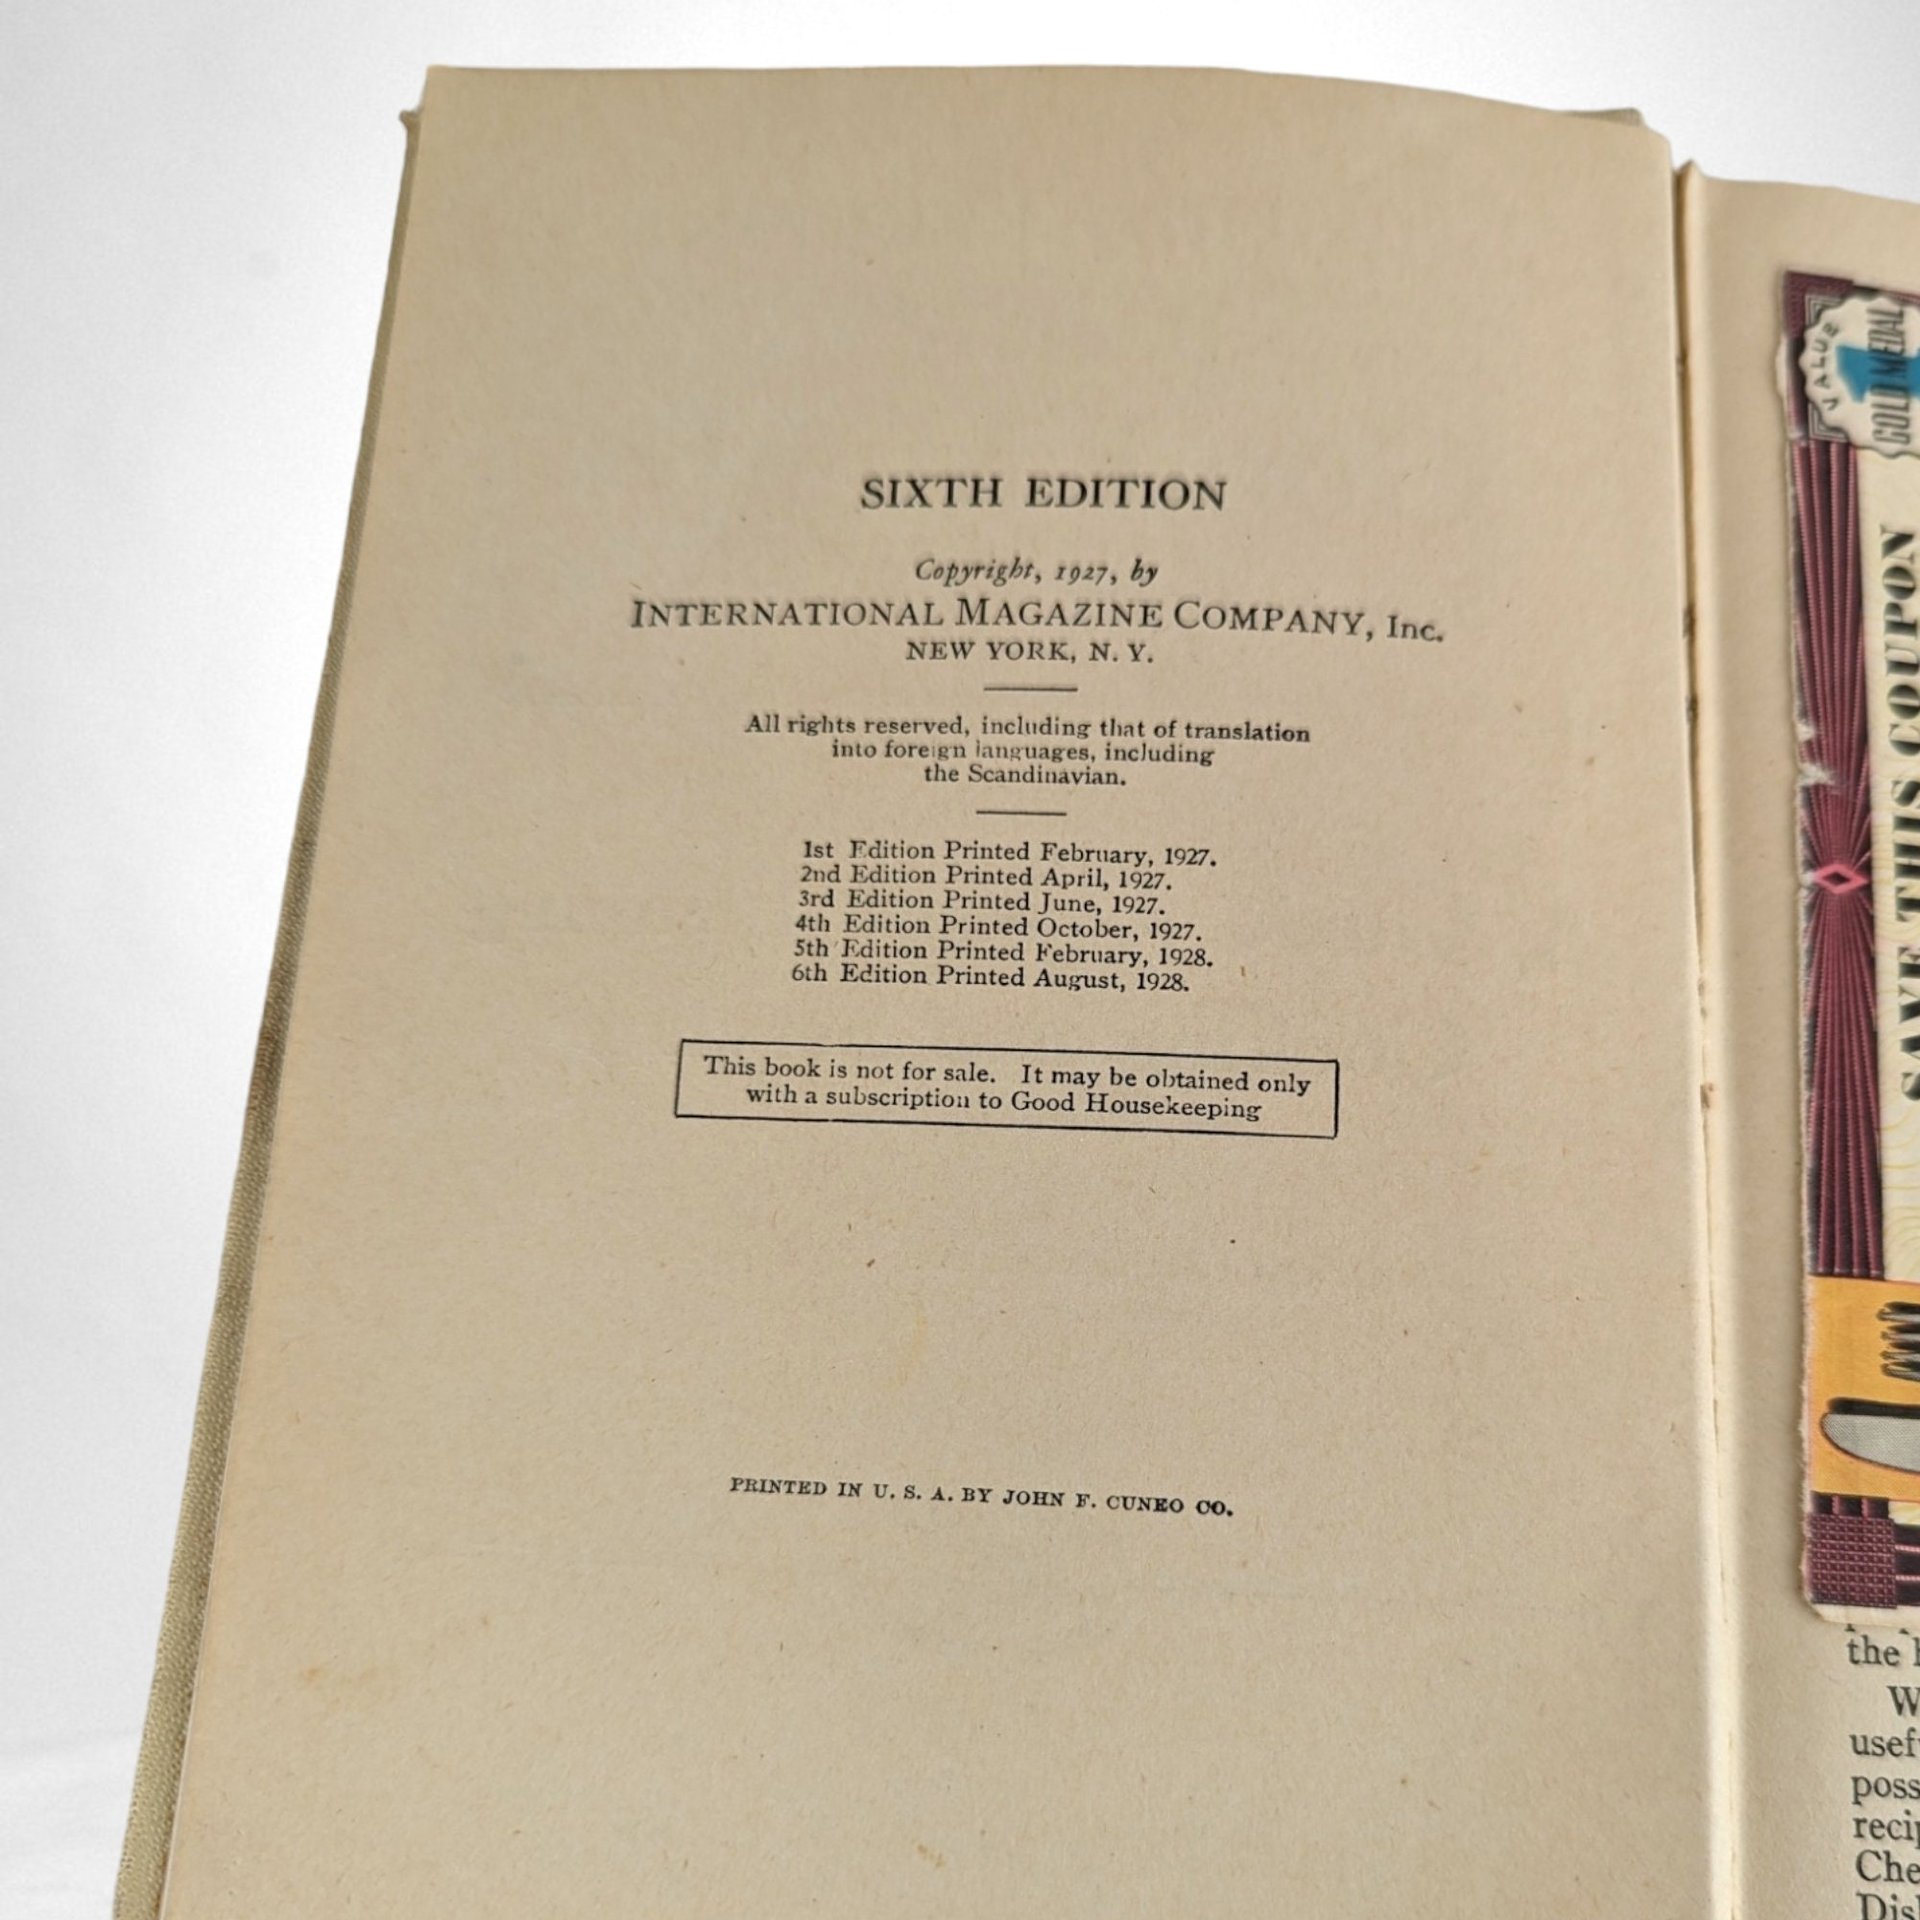 SIXTH EDITION
Copyright, 1927, by
INTERNATIONAL MAGAZINE COMPANY, Inc.
NEW YORK, N. Y.
All rights reserved, including that of translation
into foreign languages, including
the Scandinavian.
1st Edition Printed February, 1927.
2nd Edition Printed April, 1927.
3rd Edition Printed June, 1927.
4th Edition Printed October, 1927.
5th Edition Printed February, 1928.
6th Edition Printed August, 1928.
This book is not for sale. It may be obtained only
with a subscription to Good Housekeeping
PRINTED IN U. S. A. BY JOHN F. CUNEO CO.
VALUE
GOLD MEDAL
SAVE THIS COUPON
the